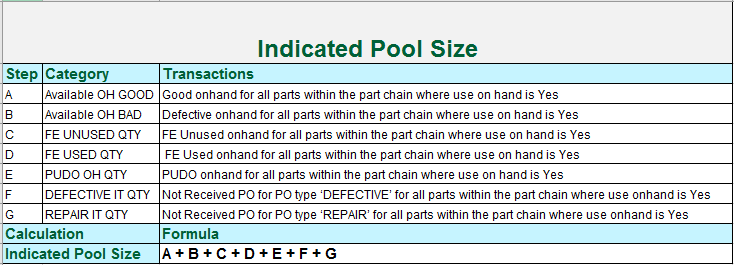 Indicated Pool Size
Step Category Transactions
A Available OH GOOD Good onhand for all parts within the part chain where use on hand is Yes
B Available OH BAD Defective onhand for all parts within the part chain where use on hand is Yes
C FE UNUSED QTY FE Unused onhand for all parts within the part chain where use on hand is Yes
D FE USED QTY FE Used onhand for all parts within the part chain where use on hand is Yes
E PUDO OH QTY PUDO onhand for all parts within the part chain where use on hand is Yes
F DEFECTIVE IT QTY Not Received PO for PO type ‘DEFECTIVE’ for all parts within the part chain where use onhand is Yes
G REPAIR IT QTY Not Received PO for PO type ‘REPAIR’ for all parts within the part chain where use onhand is Yes
Calculation Formula
Indicated Pool Size A + B + C + D + E + F + G